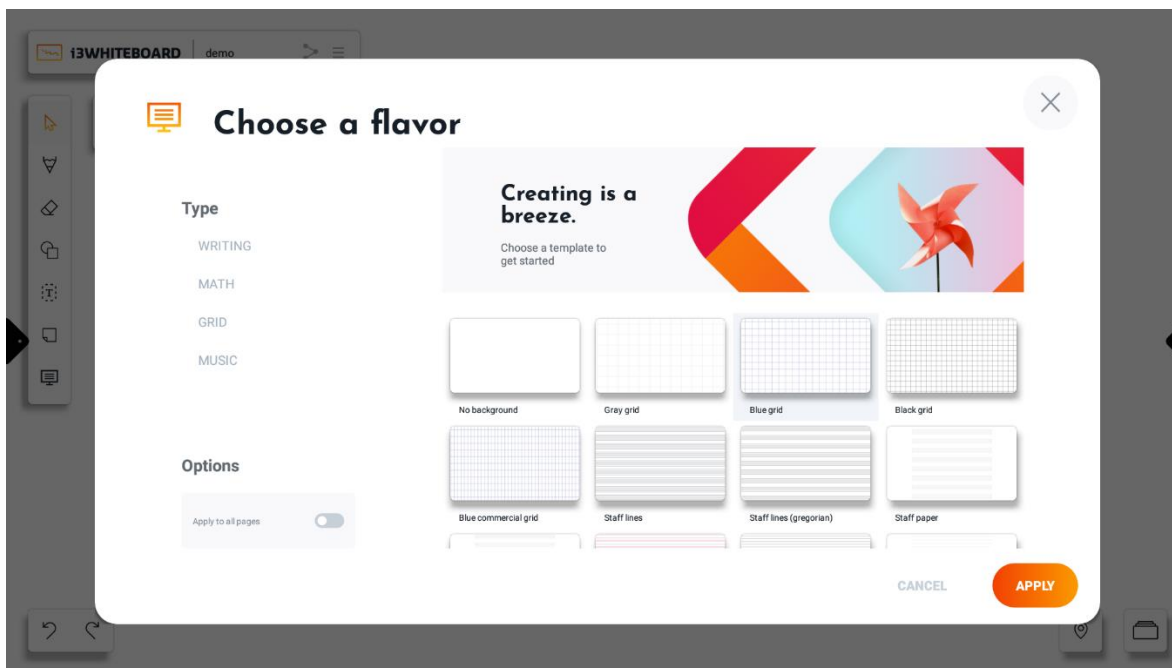 i3WHITEBOARD demo
Choose a flavor
Type
WRITING
MATH
GRID
MUSIC
Options
Apply to all pages
Creating is a
breeze.
Choose a template to
get started
No background Gray grid Blue grid Black grid
Blue commercial grid Staff lines Staff lines (gregorian) Staff paper
CANCEL APPLY